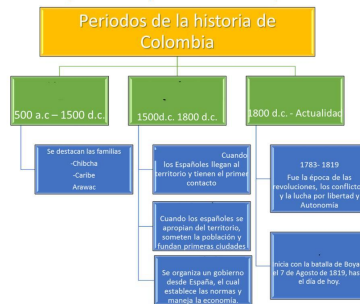 Periodos de la historia de
Colombia
500 a.c – 1500 d.c.
1500d.c. 1800 d.c.
1800 d.c. - Actualidad
Se destacan las familias
-Chibcha
-Caribe
Arawac
Cuando
los Españoles llegan al
territorio y tienen el primer
contacto
Cuando los españoles se
apropian del territorio,
someten la población y
fundan primeras ciudades
Se organiza un gobierno
desde España, el cual
establece las normas y
maneja la economía.
1783- 1819
Fue la época de las
revoluciones, los conflictos
y la lucha por libertad y
Autonomía
Inicia con la batalla de Boyacá
el 7 de Agosto de 1819, hasta
el día de hoy.